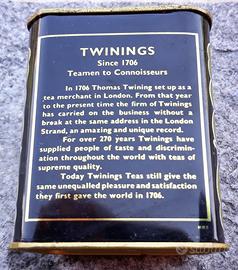 TWININGS
Since 1706
Teamen to Connoisseurs
In 1706 Thomas Twining set up as a
tea merchant in London. From that year
to the present time the firm of Twinings
has carried on the business without a
break at the same address in the London
Strand, an amazing and unique record.
For over 270 years Twinings have
supplied people of taste and discrimin-
ation throughout the world with teas of
supreme quality.
Today Twinings Teas still give the
same unequalled pleasure and satisfaction
they first gave the world in 1706.
subito